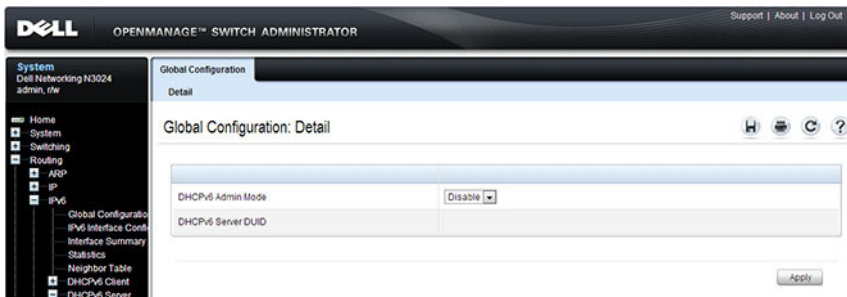 Support | About | Log Out
DELL
OPENMANAGE™ SWITCH ADMINISTRATOR
System
Dell Networking N3024
admin, r/w
Home
System
Switching
Routing
ARP
IP
IPv6
Global Configuratio
IPv6 Interface Confi
Interface Summary
Statistics
Neighbor Table
DHCPv6 Client
DHCPv6 Server
Global Configuration
Detail
Global Configuration: Detail
?
DHCPv6 Admin Mode
Disable
DHCPv6 Server DUID
Apply